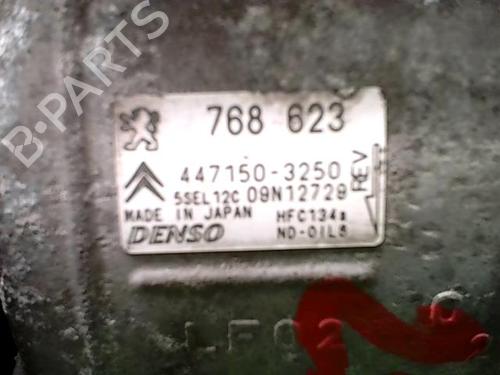 B-PARTS
768 623
447150-3250
5SEL12C 09N12729
REV
MADE IN JAPAN HFC134a
DENSO ND-OIL8